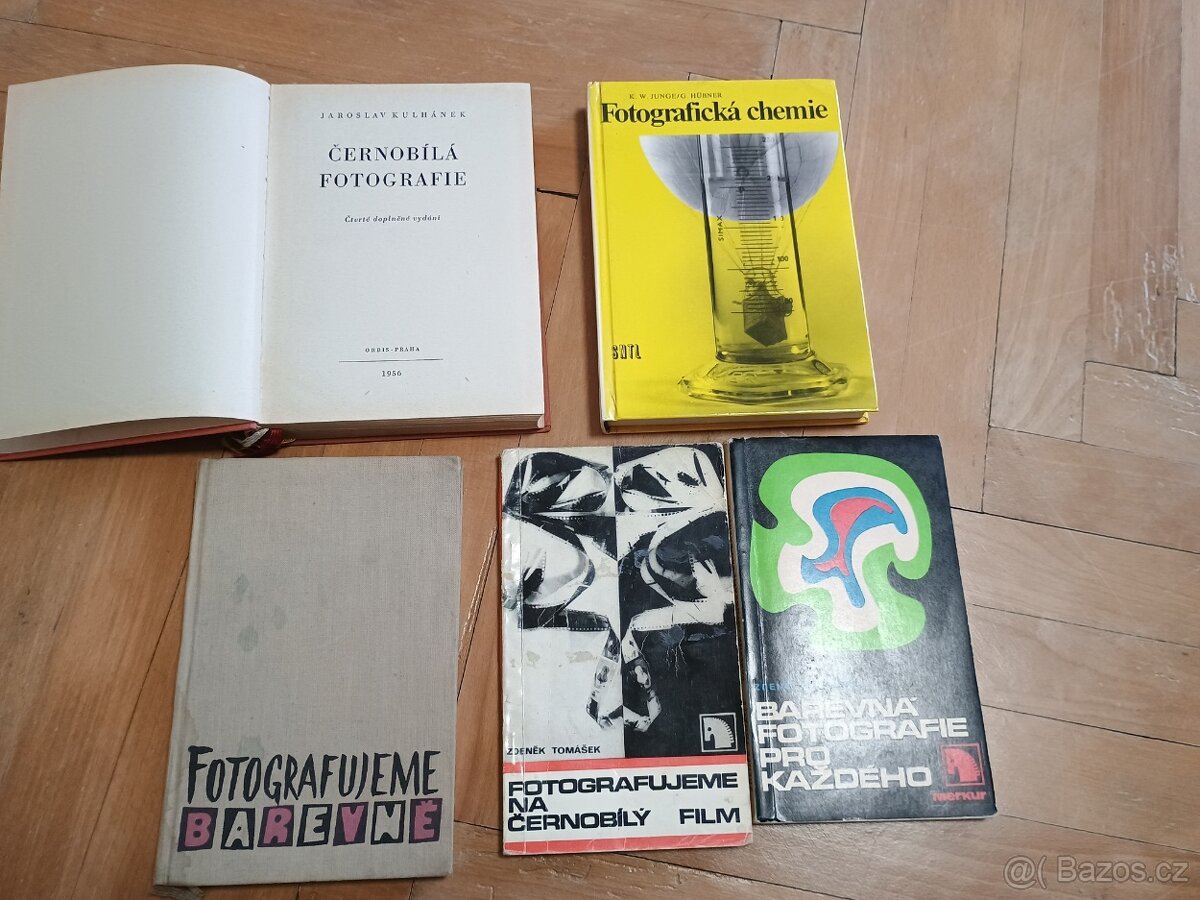 JAROSLAV KULHÁNEK
ČERNOBÍLÁ
FOTOGRAFIE
Čtvrté doplněné vydání
ORBIS - PRAHA
1956
K. W. JUNGE/G. HÜBNER
Fotografická chemie
SIMAX
100
SNTL
FOTOGRAFUJEME
BAREVNĚ
ZDENĚK TOMÁŠEK
FOTOGRAFUJEME
NA
ČERNOBÍLÝ FILM
BAREVNÁ
FOTOGRAFIE
PRO
KAŽDÉHO
merkur
Bazos.cz